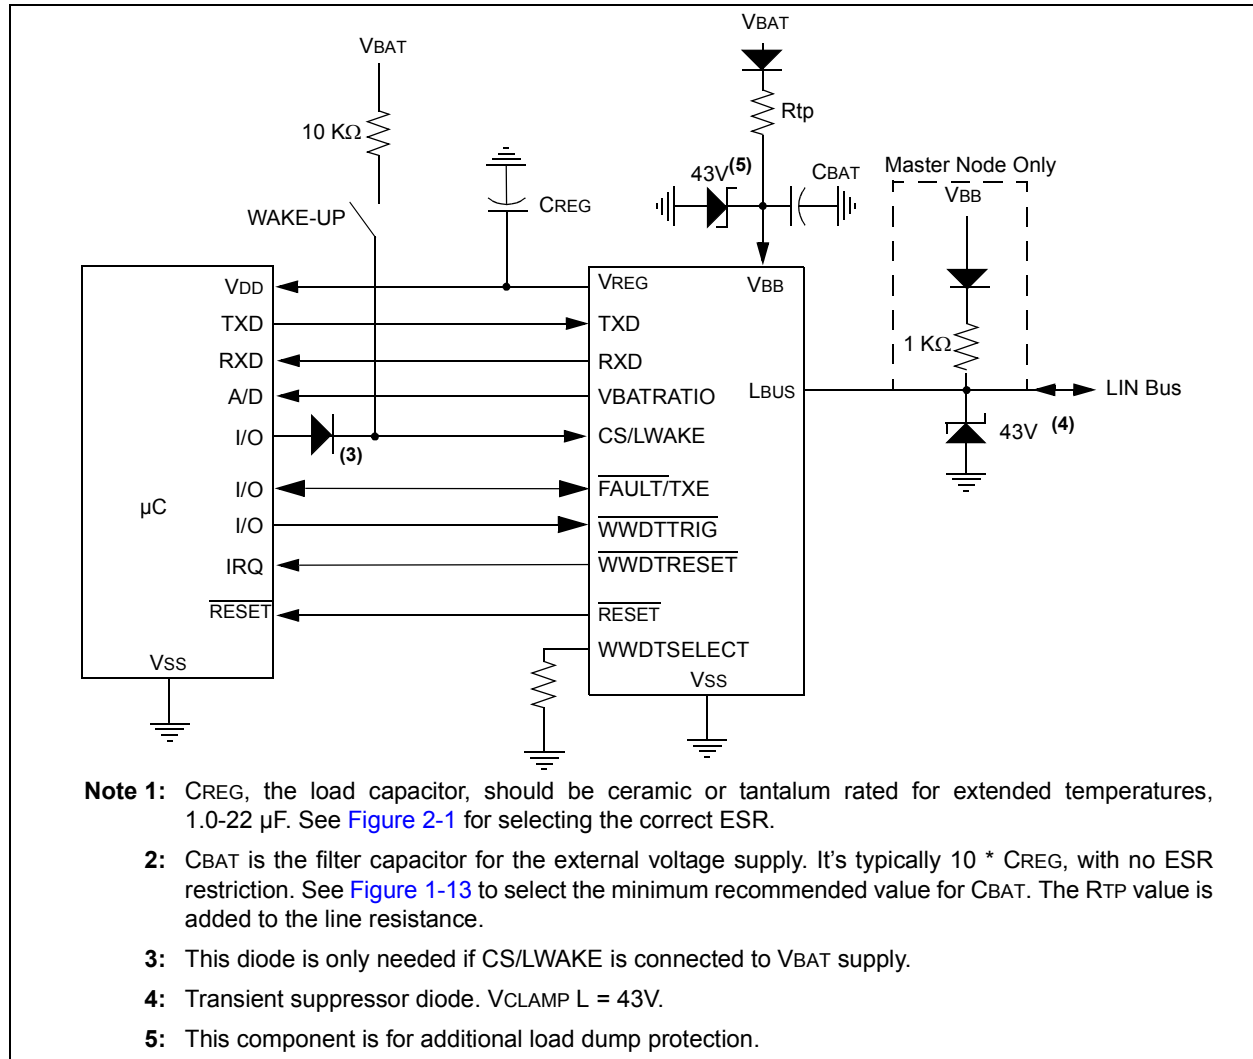 VBAT
VBAT
Rtp
10 KΩ
43V(5)
CBAT
Master Node Only
VBB
CREG
WAKE-UP
VDD
VREG
VBB
TXD
TXD
RXD
RXD
1 KΩ
A/D
VBATRATIO
LBUS
LIN Bus
I/O
(3)
CS/LWAKE
43V (4)
I/O
FAULT/TXE
µC
I/O
WWDTTRIG
IRQ
WWDTRESET
RESET
RESET
WWDTSELECT
VSS
VSS
Note 1: CREG, the load capacitor, should be ceramic or tantalum rated for extended temperatures,
1.0-22 µF. See Figure 2-1 for selecting the correct ESR.
2: CBAT is the filter capacitor for the external voltage supply. It's typically 10 * CREG, with no ESR
restriction. See Figure 1-13 to select the minimum recommended value for CBAT. The RTP value is
added to the line resistance.
3: This diode is only needed if CS/LWAKE is connected to VBAT supply.
4: Transient suppressor diode. VCLAMP L = 43V.
5: This component is for additional load dump protection.